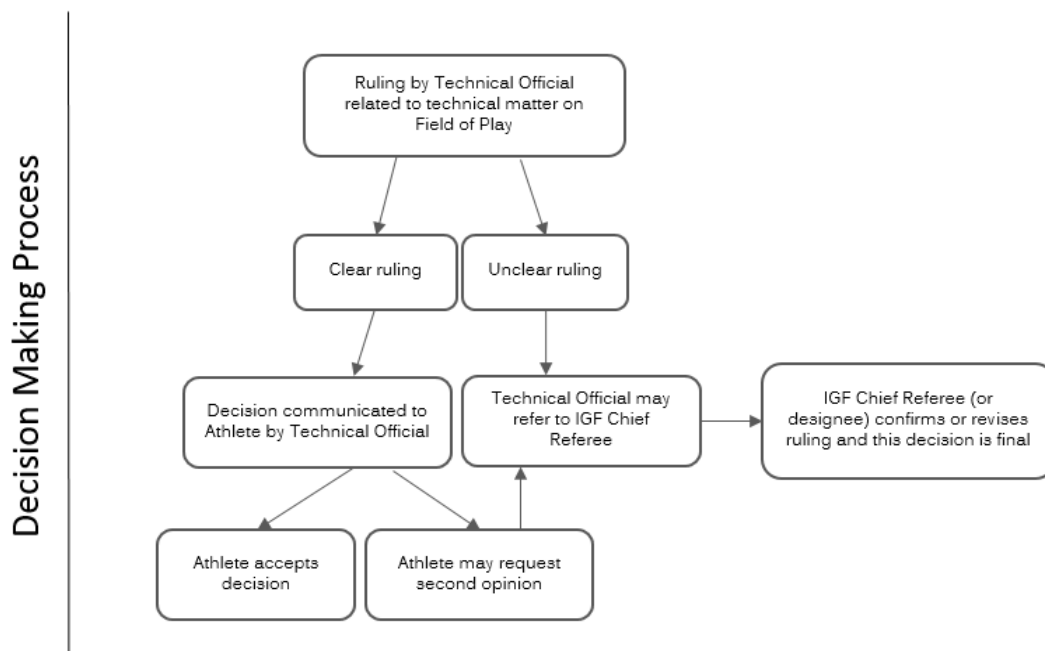 Decision Making Process
Ruling by Technical Official
related to technical matter on
Field of Play
Clear ruling
Unclear ruling
Decision communicated to
Athlete by Technical Official
Technical Official may
refer to IGF Chief
Referee
IGF Chief Referee (or
designee) confirms or revises
ruling and this decision is final
Athlete accepts
decision
Athlete may request
second opinion